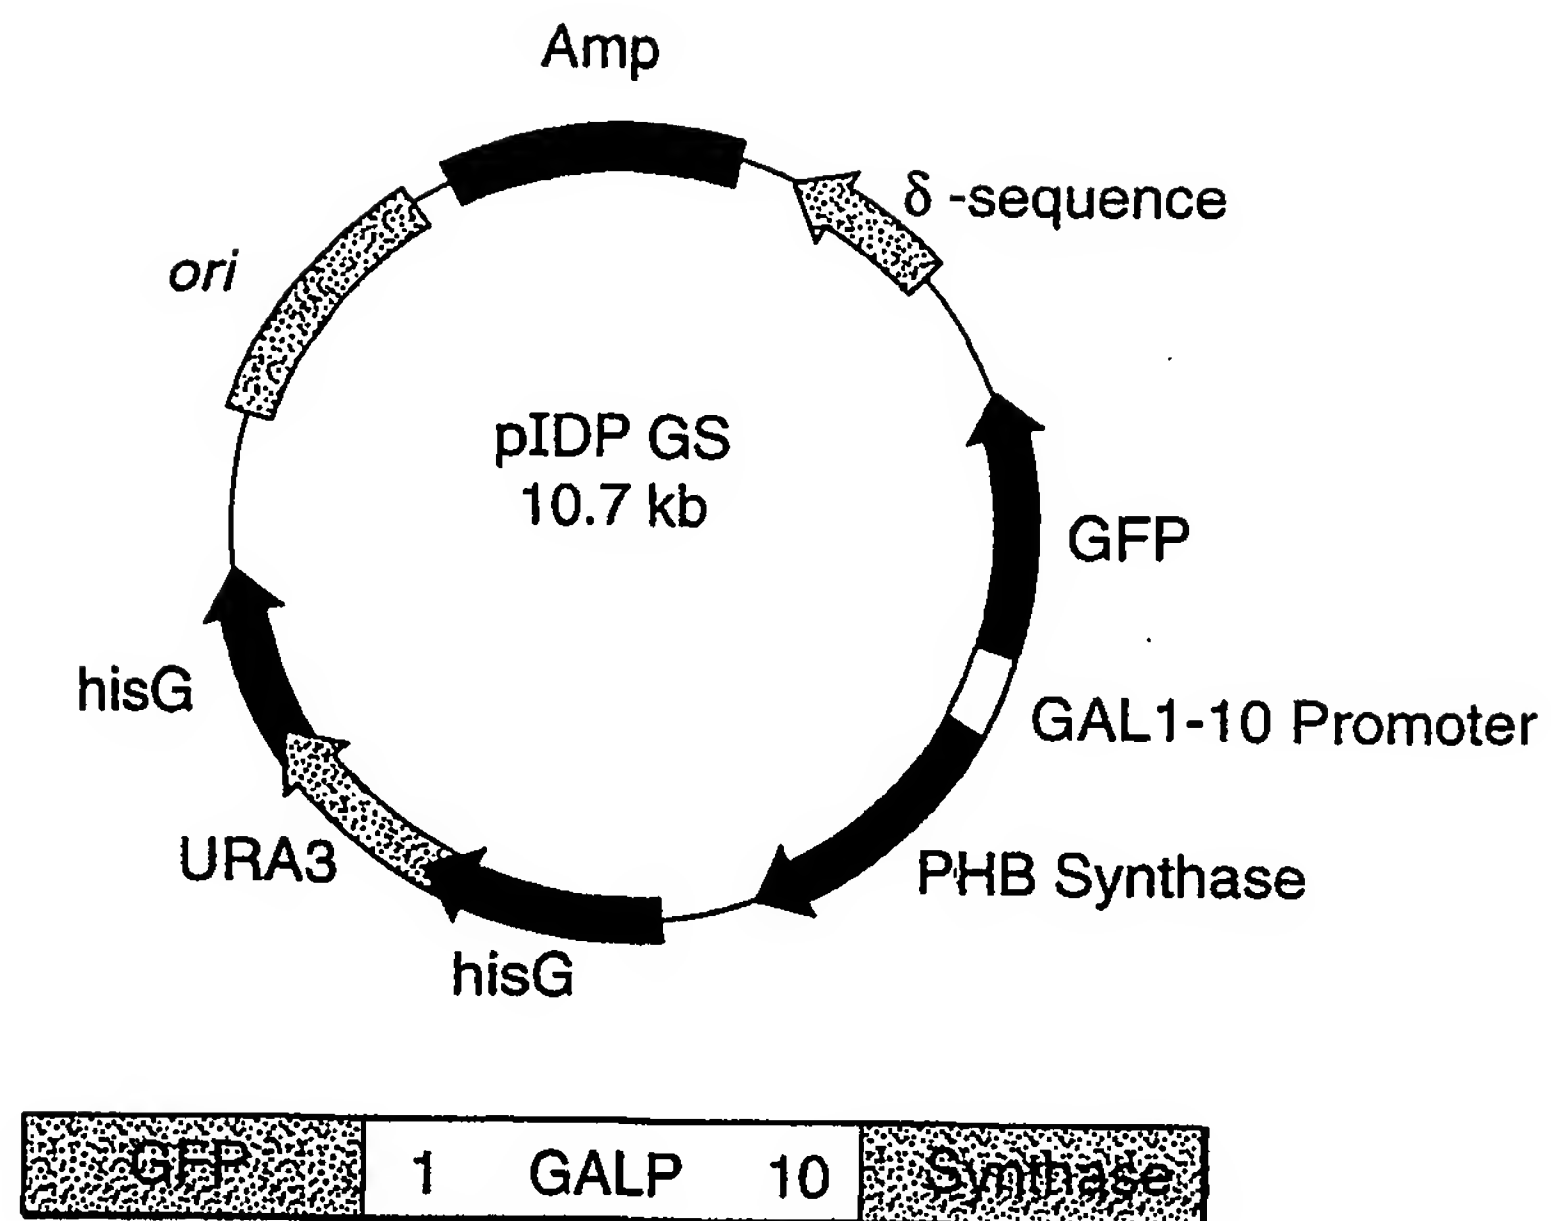 Amp
δ -sequence
ori
pIDP GS
10.7 kb
GFP
hisG
GAL1-10 Promoter
URA3
PHB Synthase
hisG
GFP 1 GALP 10 Synthase